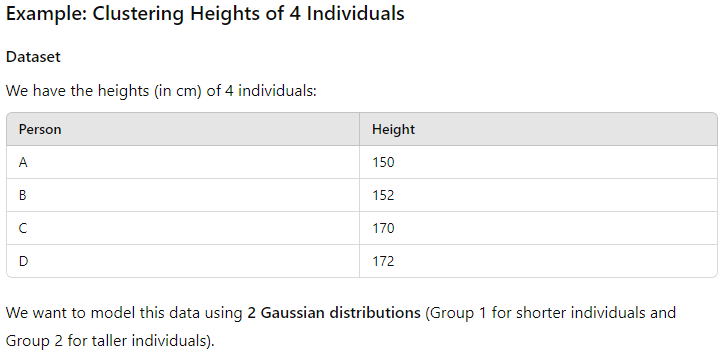 Example: Clustering Heights of 4 Individuals
Dataset
We have the heights (in cm) of 4 individuals:
Person Height
A 150
B 152
C 170
D 172
We want to model this data using 2 Gaussian distributions (Group 1 for shorter individuals and
Group 2 for taller individuals).